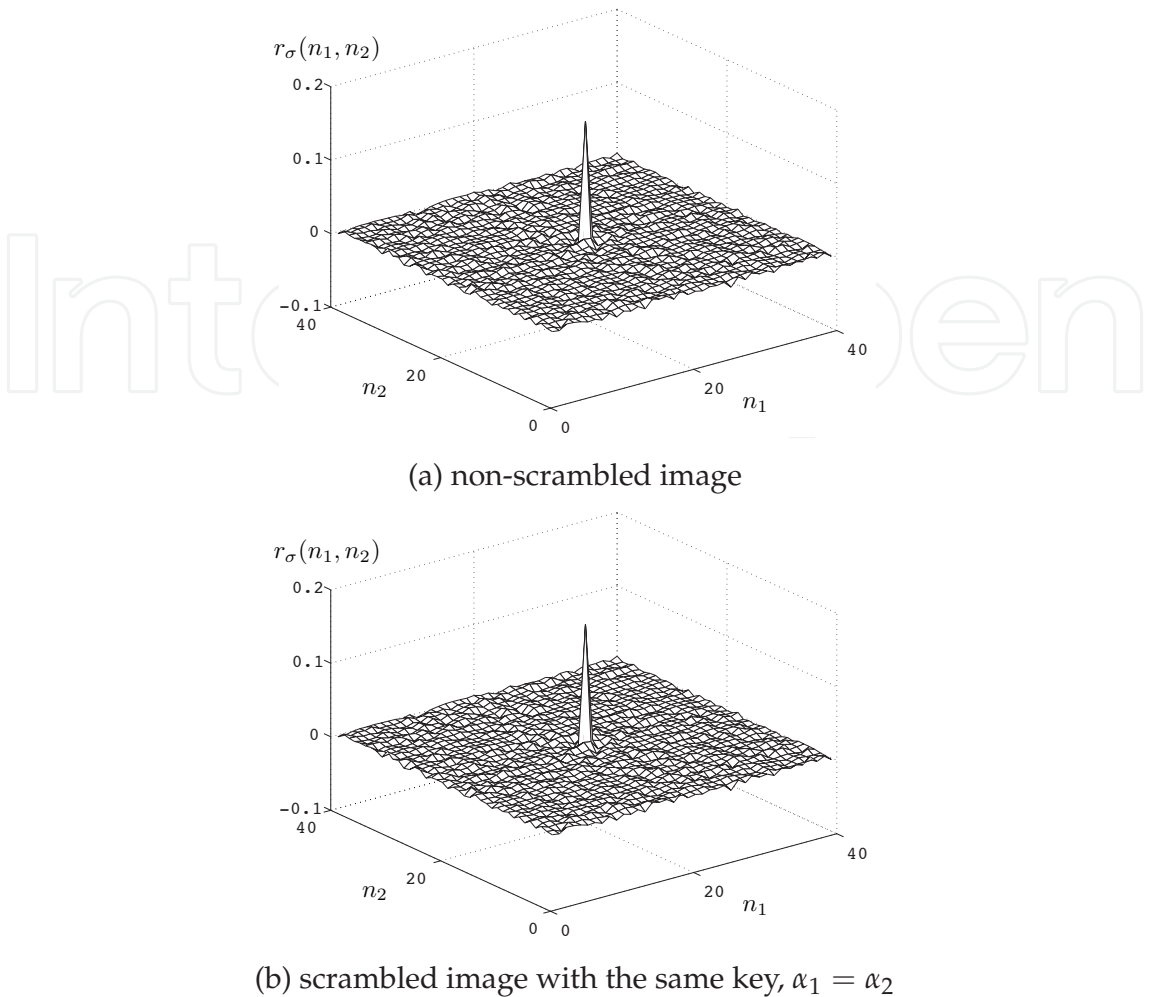 r_σ(n_1, n_2)
0.2
0.1
0
−0.1
40
20
n_2
0
0
20
n_1
40
(a) non-scrambled image
r_σ(n_1, n_2)
0.2
0.1
0
−0.1
40
20
n_2
0
0
20
n_1
40
(b) scrambled image with the same key, α_1 = α_2